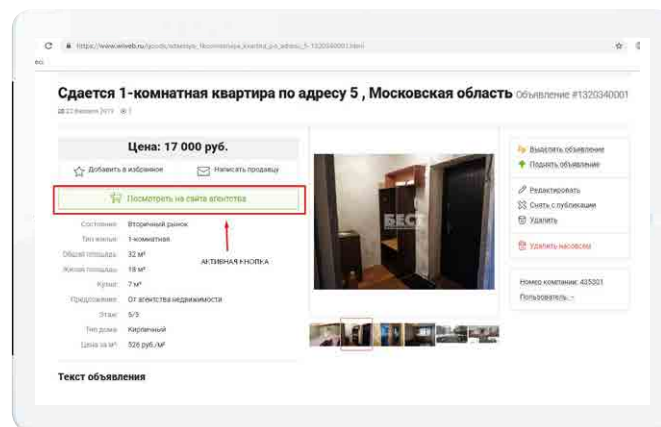 Сдается 1-комнатная квартира по адресу 5 , Московская область Объявление #1320340001
Цена: 17 000 руб.
Добавить в избранное Написать продавцу
Посмотреть на сайте агентства
АКТИВНАЯ КНОПКА
Состояние: Вторичный рынок
Тип жилья: 1-комнатная
Общая площадь: 32 м²
Жилая площадь: 18 м²
Кухня: 7 м²
Предложение: От агентства недвижимости
Этаж: 5/5
Тип дома: Кирпичный
Цена за м²: 526 руб./м²
БЕСТ
Выделить объявление
Поднять объявление
Редактировать
Снять с публикации
Удалить
Удалить насовсем
Номер компании: 435301
Пользователь: -
Текст объявления